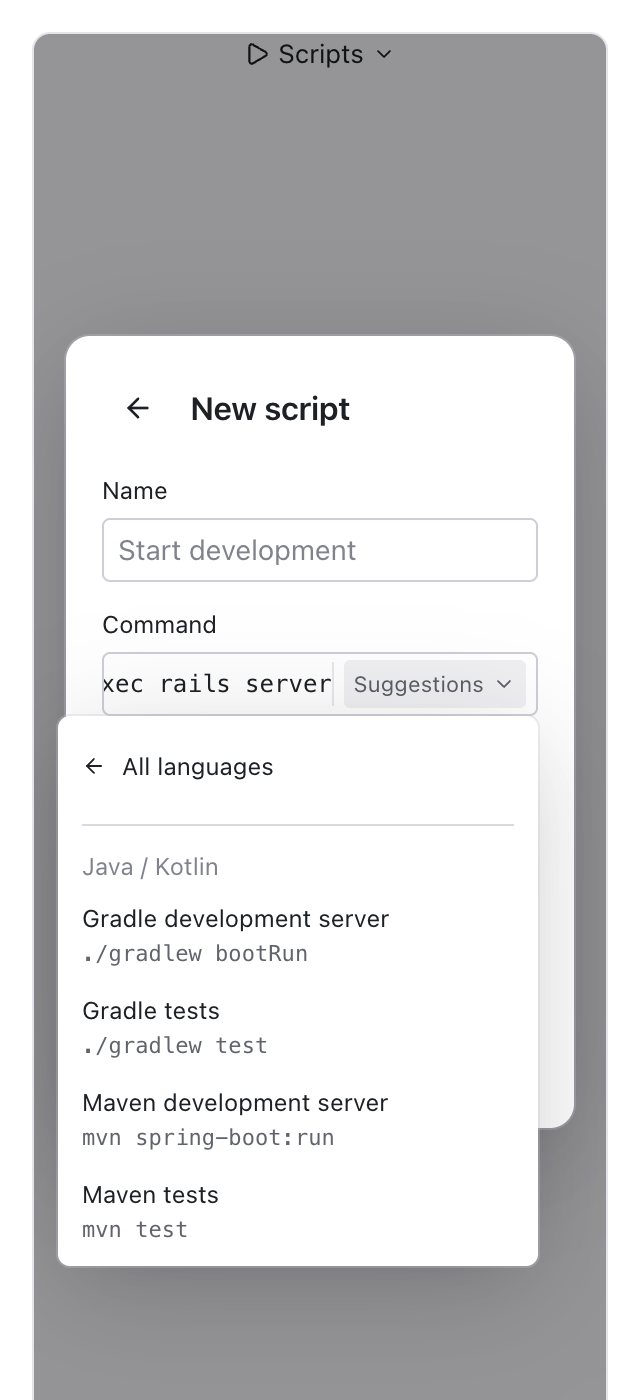 Scripts
New script
Name
Start development
Command
xec rails server
Suggestions
All languages
Java / Kotlin
Gradle development server
./gradlew bootRun
Gradle tests
./gradlew test
Maven development server
mvn spring-boot:run
Maven tests
mvn test